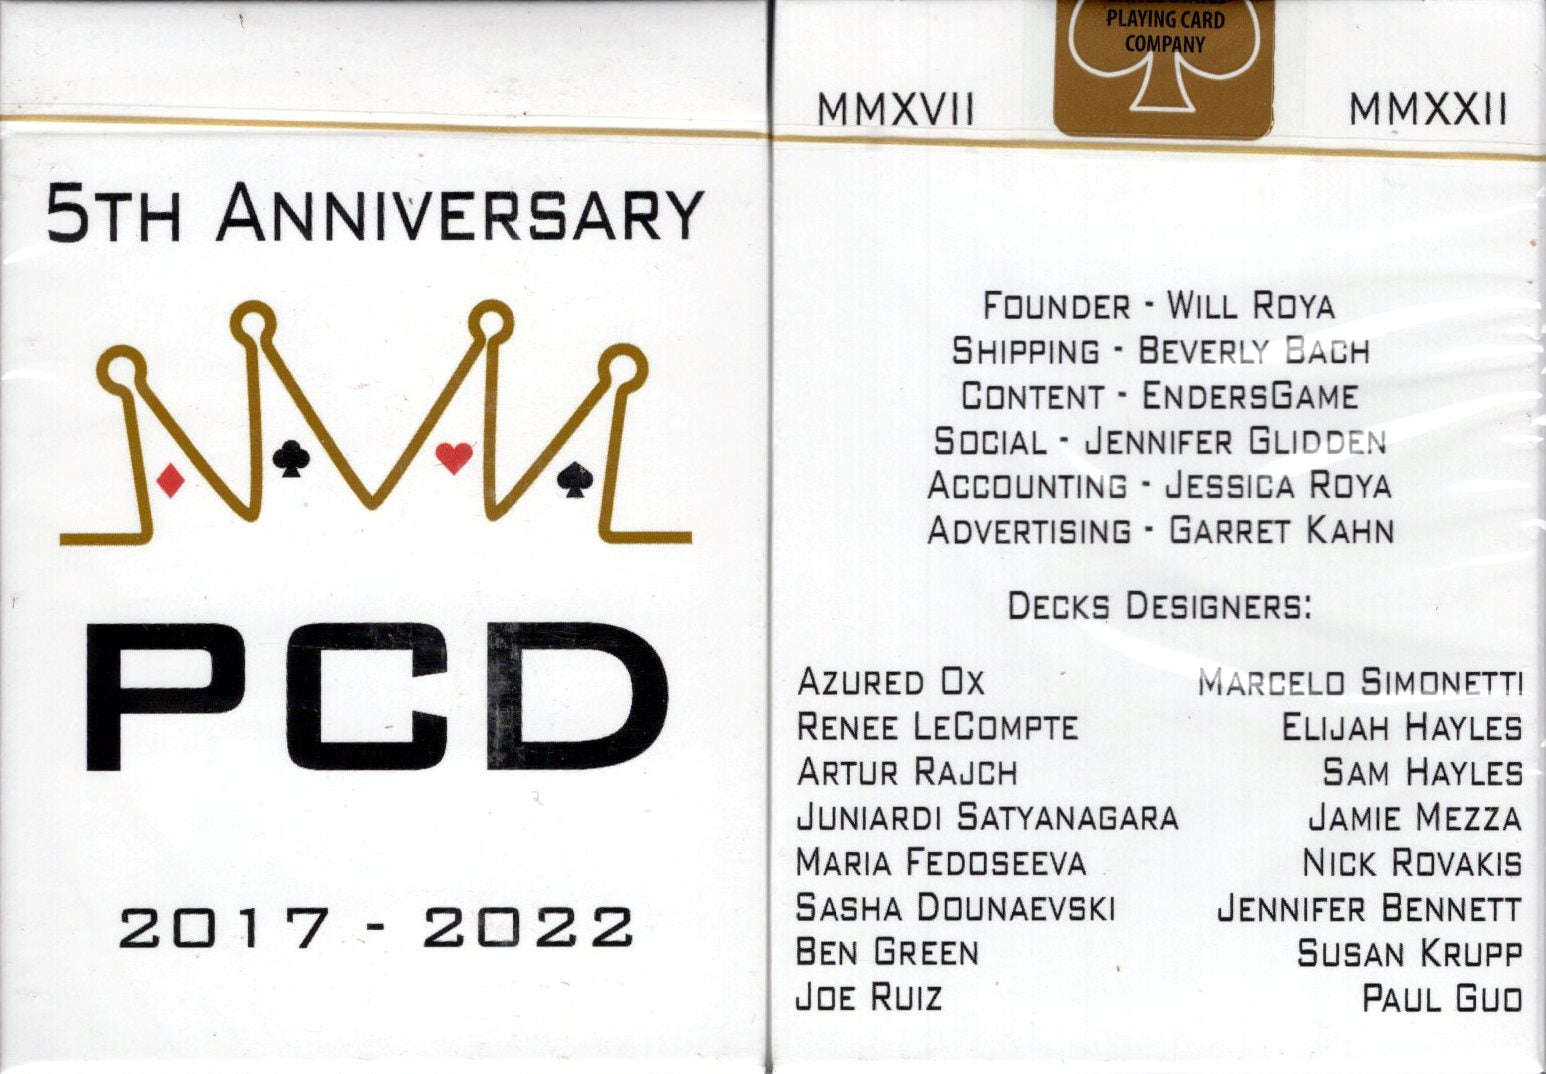 5TH ANNIVERSARY
PCD
2017 - 2022
PLAYING CARD
COMPANY
MMXVII
MMXXII
FOUNDER - WILL ROYA
SHIPPING - BEVERLY BACH
CONTENT - ENDERSGAME
SOCIAL - JENNIFER GLIDDEN
ACCOUNTING - JESSICA ROYA
ADVERTISING - GARRET KAHN
DECKS DESIGNERS:
AZURED OX
MARCELO SIMONETTI
RENEE LECOMPTE
ELIJAH HAYLES
ARTUR RAJCH
SAM HAYLES
JUNIARDI SATYANAGARA
JAMIE MEZZA
MARIA FEDOSEEVA
NICK ROVAKIS
SASHA DOUNAEVSKI
JENNIFER BENNETT
BEN GREEN
SUSAN KRUPP
JOE RUIZ
PAUL GUO